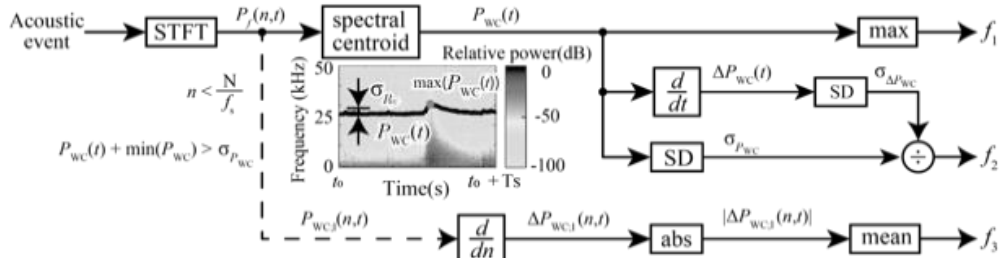 Acoustic event
STFT
P_f(n,t)
spectral centroid
P_WC(t)
max
f_1
Relative power(dB)
Frequency (kHz)
50
25
0
max(P_WC(t))
P_WC(t)
0
-50
-100
t_0
t_0 + Ts
Time(s)
d/dt
ΔP_WC(t)
SD
σ_ΔP_WC
SD
σ_P_WC
÷
f_2
n < N/f_s
P_WC(t) + min(P_WC) > σ_P_WC
P_WC,I(n,t)
d/dn
ΔP_WC,I(n,t)
abs
|ΔP_WC,I(n,t)|
mean
f_3